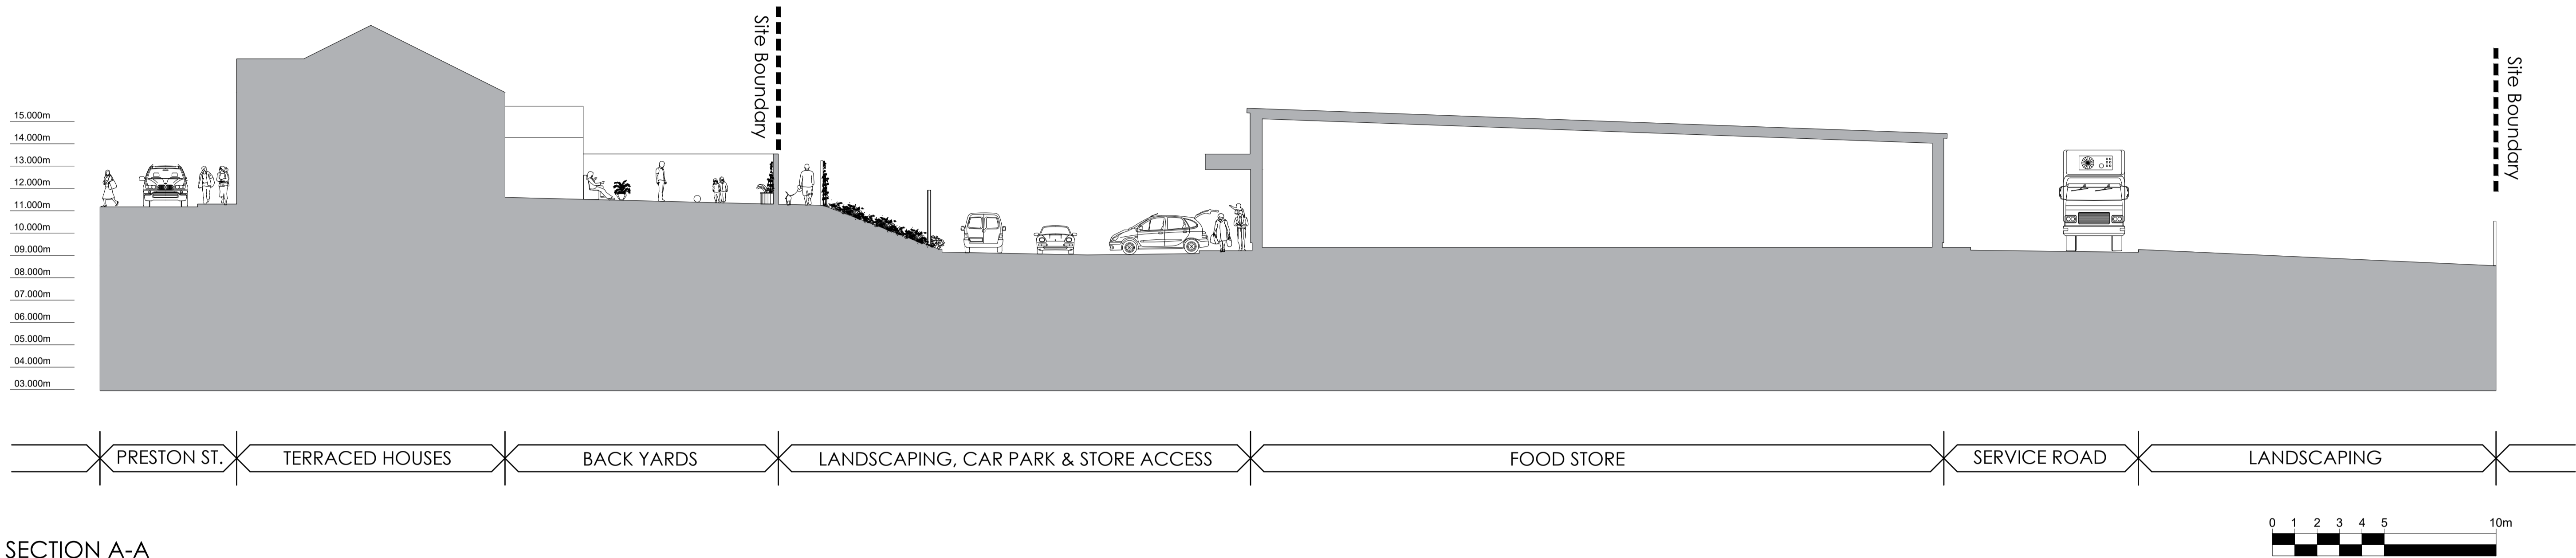 Site Boundary
Site Boundary
15.000m
14.000m
13.000m
12.000m
11.000m
10.000m
09.000m
08.000m
07.000m
06.000m
05.000m
04.000m
03.000m
PRESTON ST. TERRACED HOUSES BACK YARDS LANDSCAPING, CAR PARK & STORE ACCESS FOOD STORE SERVICE ROAD LANDSCAPING
0 1 2 3 4 5 10m
SECTION A-A